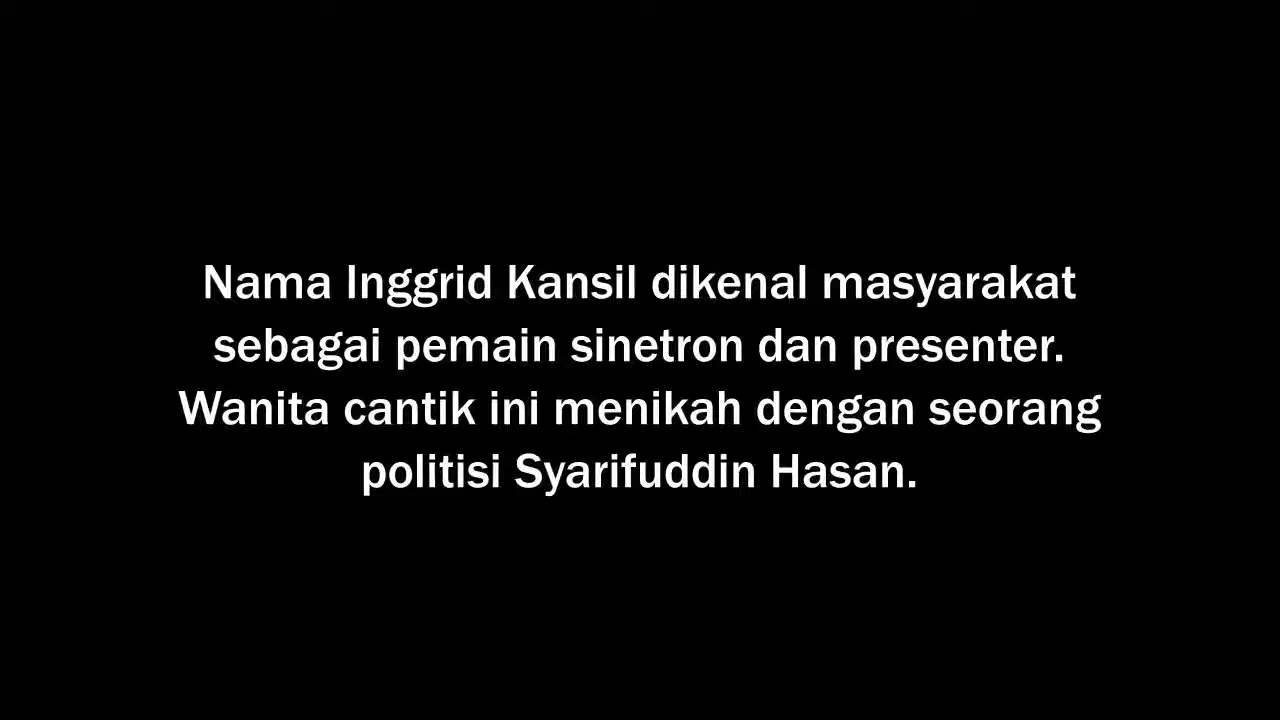 Nama Inggrid Kansil dikenal masyarakat
sebagai pemain sinetron dan presenter.
Wanita cantik ini menikah dengan seorang
politisi Syarifuddin Hasan.